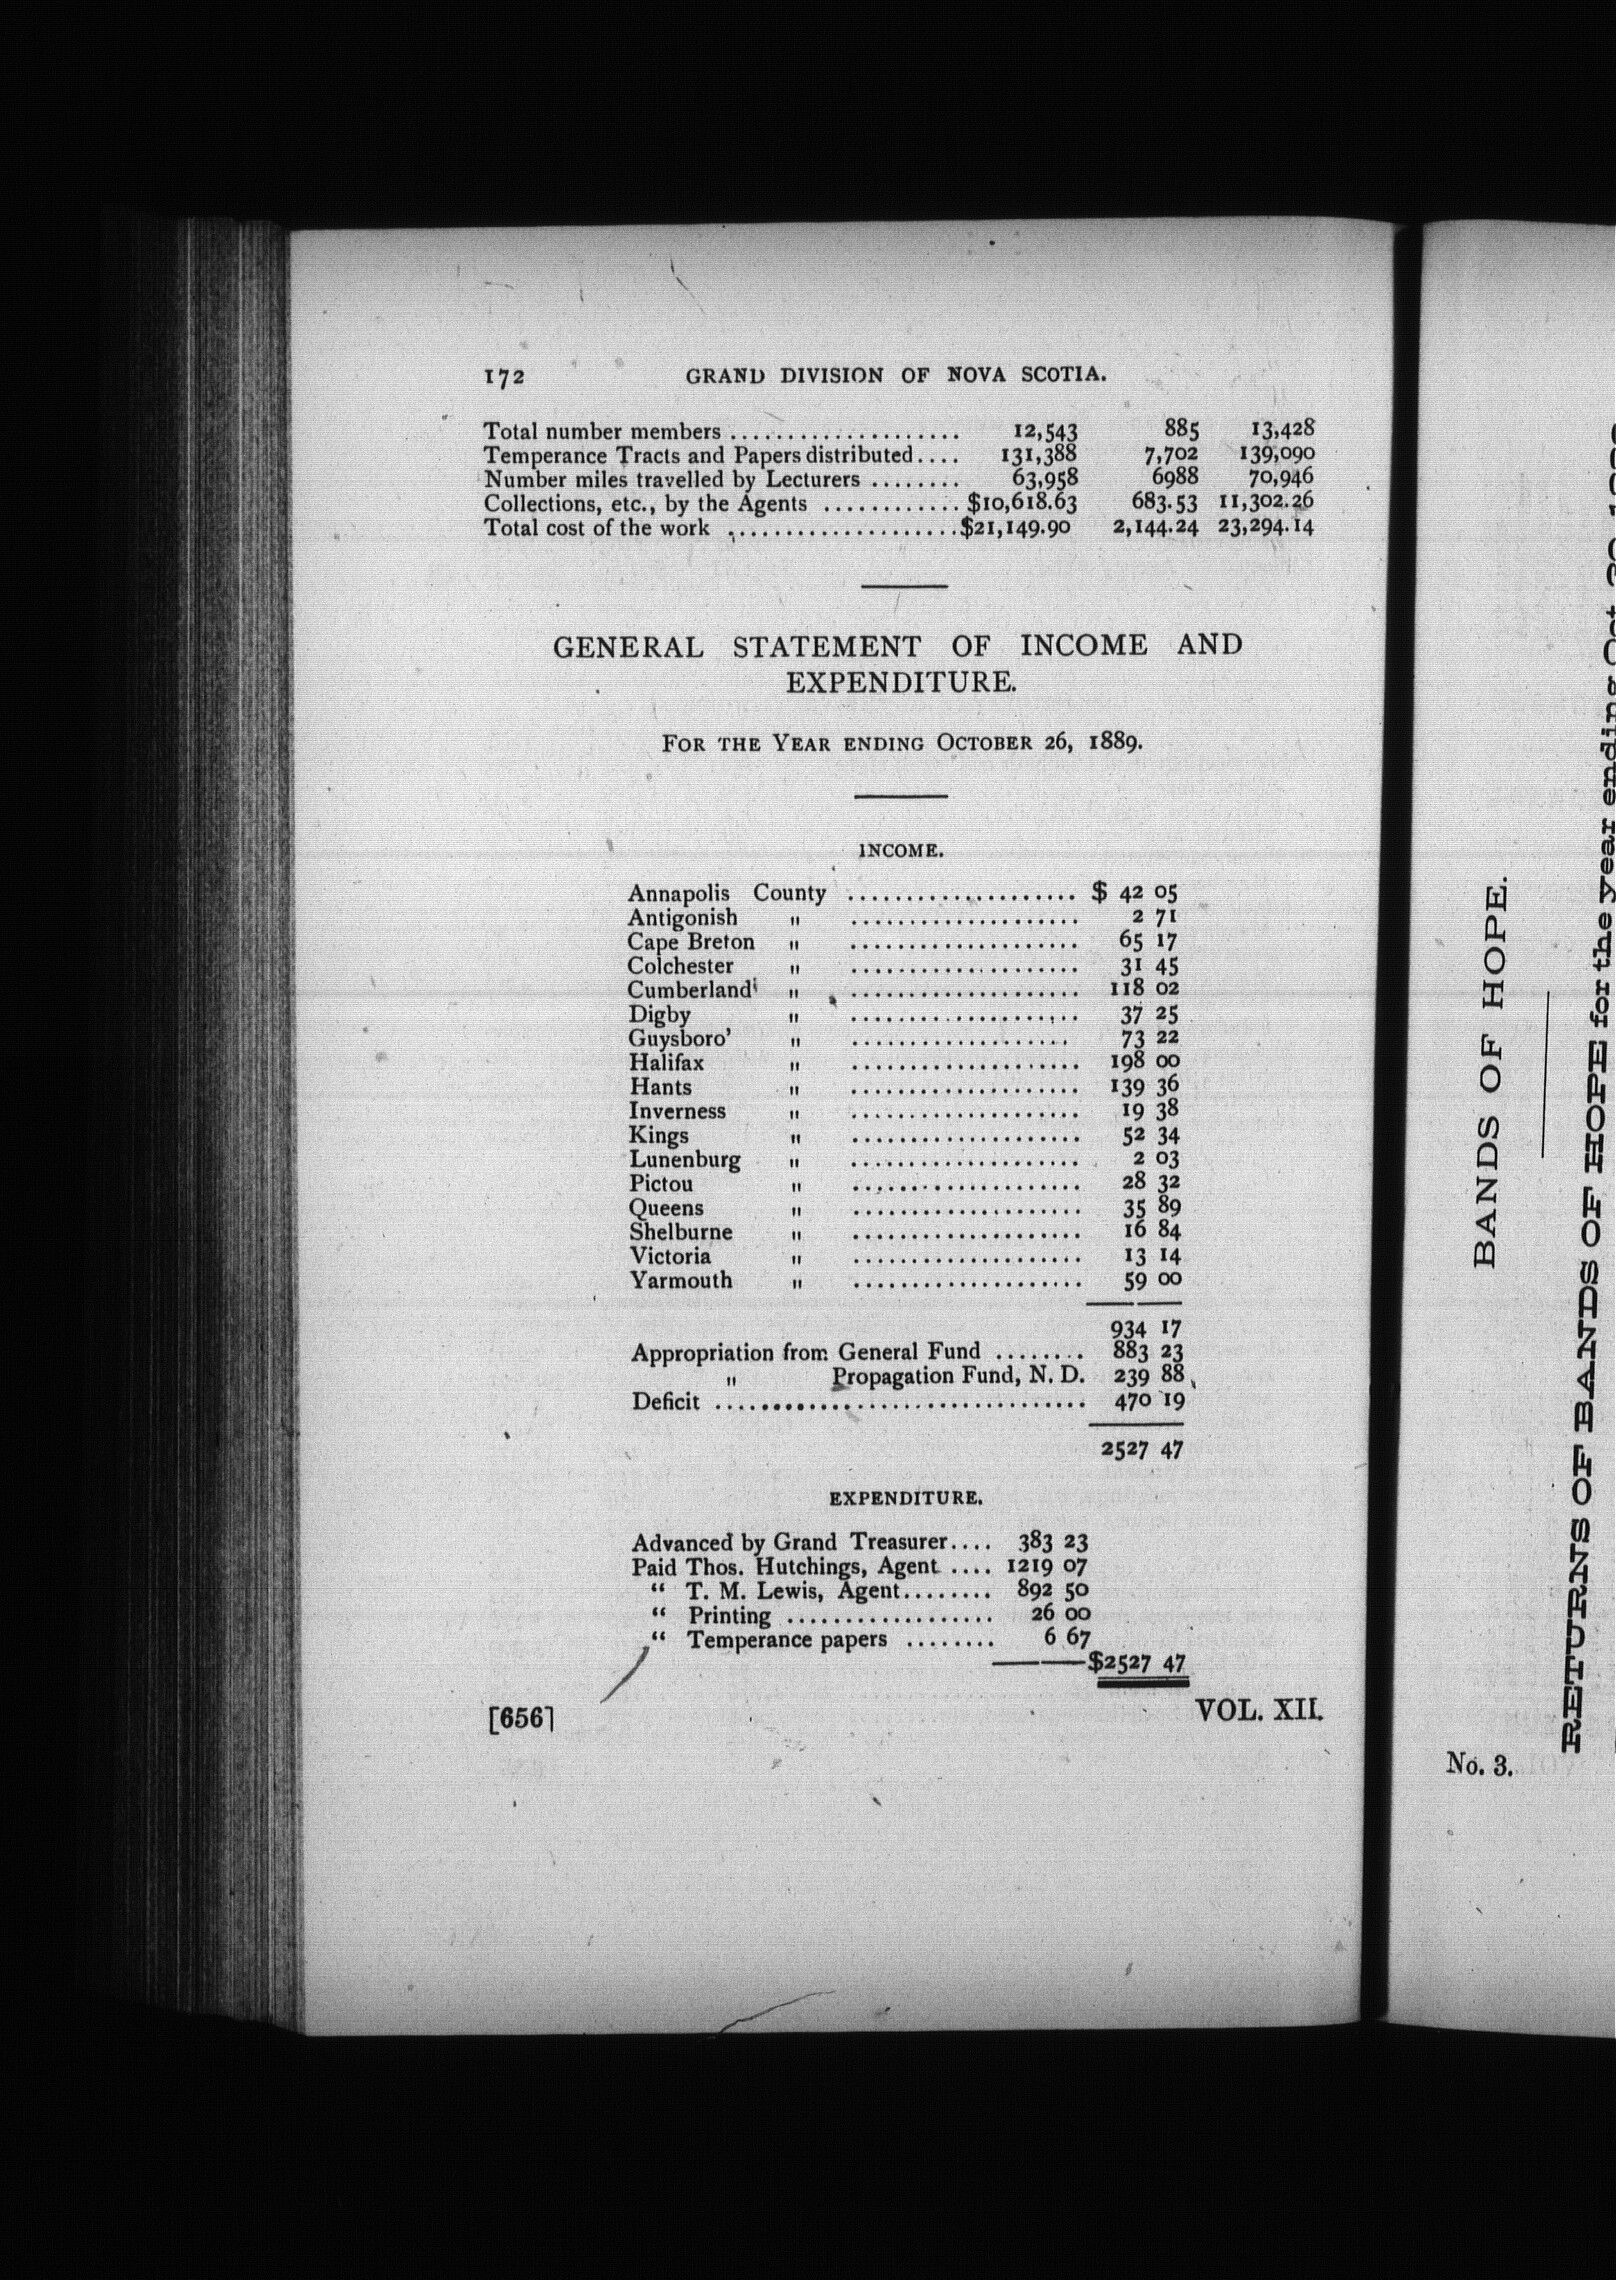 172 GRAND DIVISION OF NOVA SCOTIA.
Total number members .................... 12,543 885 13,428
Temperance Tracts and Papers distributed .... 131,388 7,702 139,090
Number miles travelled by Lecturers ........ 63,958 6988 70,946
Collections, etc., by the Agents ............ $10,618.63 683.53 11,302.26
Total cost of the work .................... $21,149.90 2,144.24 23,294.14
GENERAL STATEMENT OF INCOME AND
EXPENDITURE.
FOR THE YEAR ENDING OCTOBER 26, 1889.
INCOME.
Annapolis County .................... $ 42 05
Antigonish " .................... 2 71
Cape Breton " .................... 65 17
Colchester " .................... 31 45
Cumberland " .................... 118 02
Digby " .................... 37 25
Guysboro' " ................... 73 22
Halifax " .................... 198 00
Hants " .................... 139 36
Inverness " .................... 19 38
Kings " .................... 52 34
Lunenburg " .................... 2 03
Pictou " .................... 28 32
Queens " .................... 35 89
Shelburne " .................... 16 84
Victoria " .................... 13 14
Yarmouth " .................... 59 00
934 17
Appropriation from General Fund ........ 883 23
" Propagation Fund, N. D. 239 88
Deficit ................................ 470 19
2527 47
EXPENDITURE.
Advanced by Grand Treasurer.... 383 23
Paid Thos. Hutchings, Agent .... 1219 07
“ T. M. Lewis, Agent........ 892 50
“ Printing .................. 26 00
“ Temperance papers ........ 6 67
$2527 47
[656] VOL. XII.
BANDS OF HOPE.
RETURNS OF BANDS OF HOPE for the year ending Oct.
No. 3.